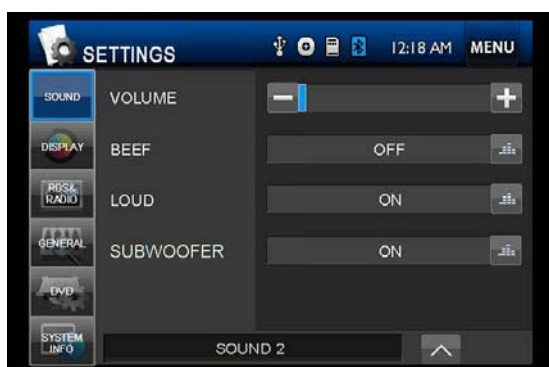 SETTINGS 12:18 AM MENU
SOUND VOLUME
DISPLAY BEEF OFF
RDS&
RADIO LOUD ON
GENERAL SUBWOOFER ON
DVD
SYSTEM
INFO SOUND 2